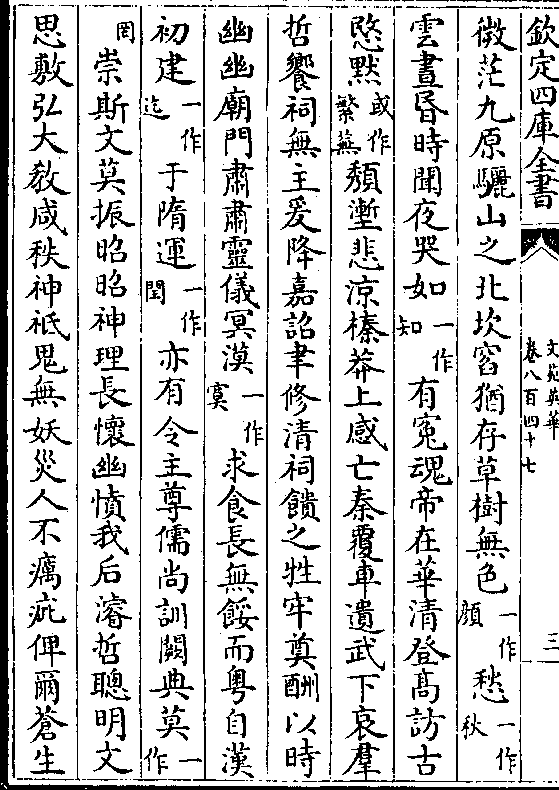 欽定四庫全書
文苑英華
卷八百四十七
三
微茫九原驪山之北坎窞猶存草樹無色一作顔愁一作秋
雲晝昏時聞夜哭如一作知有寃魂帝在華清登髙訪古
愍默或作繁蕪頽壍悲涼榛莽上感亡秦覆車遺武下哀羣
哲饗祠無主爰降嘉詔聿修清祠饋之牲牢奠酬以時
幽幽廟門肅肅靈儀冥漠一作寞求食長無餒而粤自漢
初建一作迄于隋運一作閏亦有令主尊儒尚訓闕典莫一作
罔崇斯文莫振昭昭神理長懷幽憤我后濬哲聰明文
思敷弘大敎咸秩神祇鬼無妖災人不癘疵俾爾蒼生